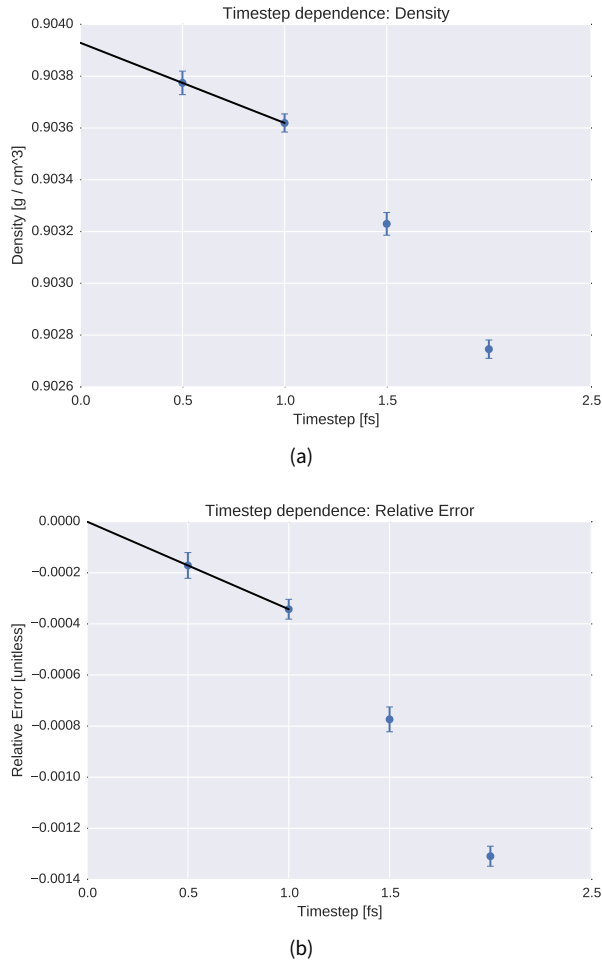 Timestep dependence: Density
0.9040
0.9038
0.9036
0.9034
0.9032
0.9030
0.9028
0.9026
Density [g / cm^3]
0.0 0.5 1.0 1.5 2.5
Timestep [fs]
(a)
Timestep dependence: Relative Error
0.0000
−0.0002
−0.0004
−0.0006
−0.0008
−0.0010
−0.0012
−0.0014
Relative Error [unitless]
0.0 0.5 1.0 1.5 2.5
Timestep [fs]
(b)